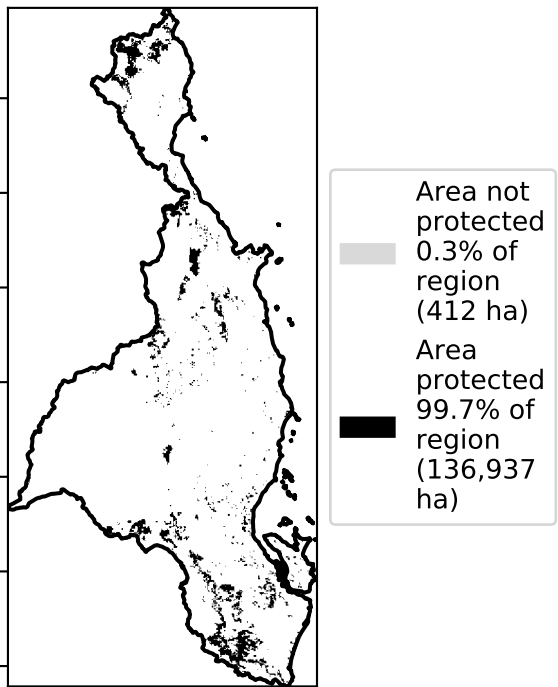 Area not
protected
0.3% of
region
(412 ha)
Area
protected
99.7% of
region
(136,937
ha)